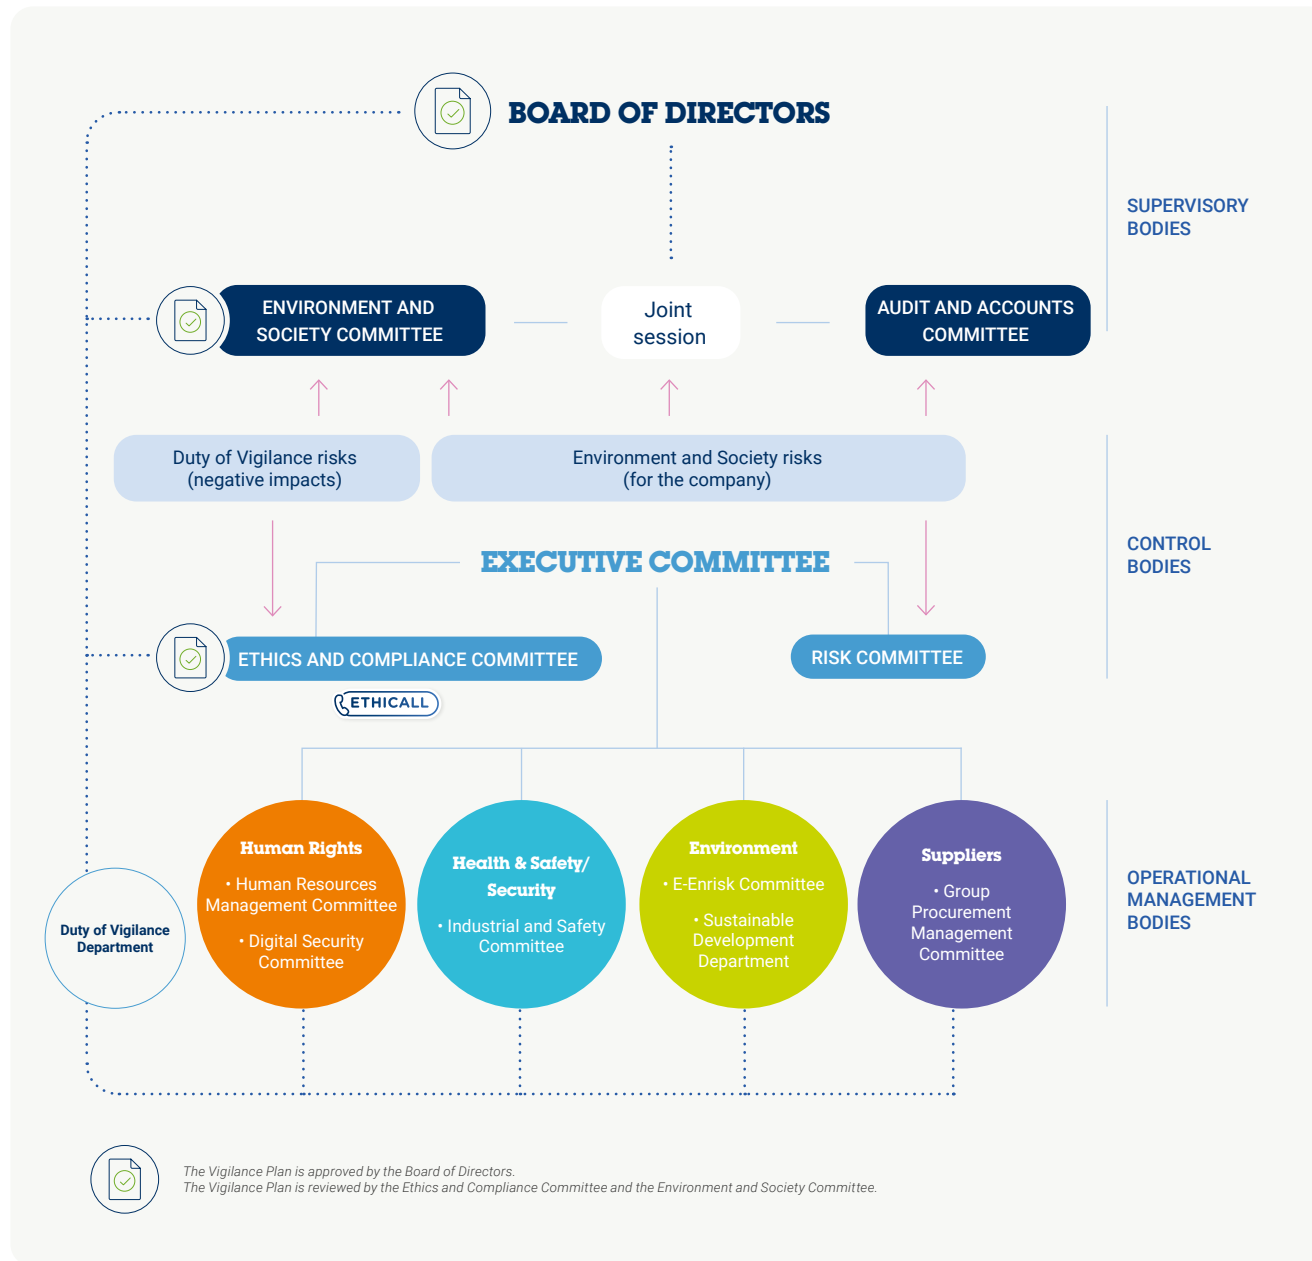 BOARD OF DIRECTORS
SUPERVISORY
BODIES
ENVIRONMENT AND
SOCIETY COMMITTEE
Joint
session
AUDIT AND ACCOUNTS
COMMITTEE
Duty of Vigilance risks
(negative impacts)
Environment and Society risks
(for the company)
CONTROL
BODIES
EXECUTIVE COMMITTEE
ETHICS AND COMPLIANCE COMMITTEE
RISK COMMITTEE
ETHICALL
Duty of Vigilance
Department
Human Rights
• Human Resources
Management Committee
• Digital Security
Committee
Health & Safety/
Security
• Industrial and Safety
Committee
Environment
• E-Enrisk Committee
• Sustainable
Development
Department
Suppliers
• Group
Procurement
Management
Committee
OPERATIONAL
MANAGEMENT
BODIES
The Vigilance Plan is approved by the Board of Directors.
The Vigilance Plan is reviewed by the Ethics and Compliance Committee and the Environment and Society Committee.